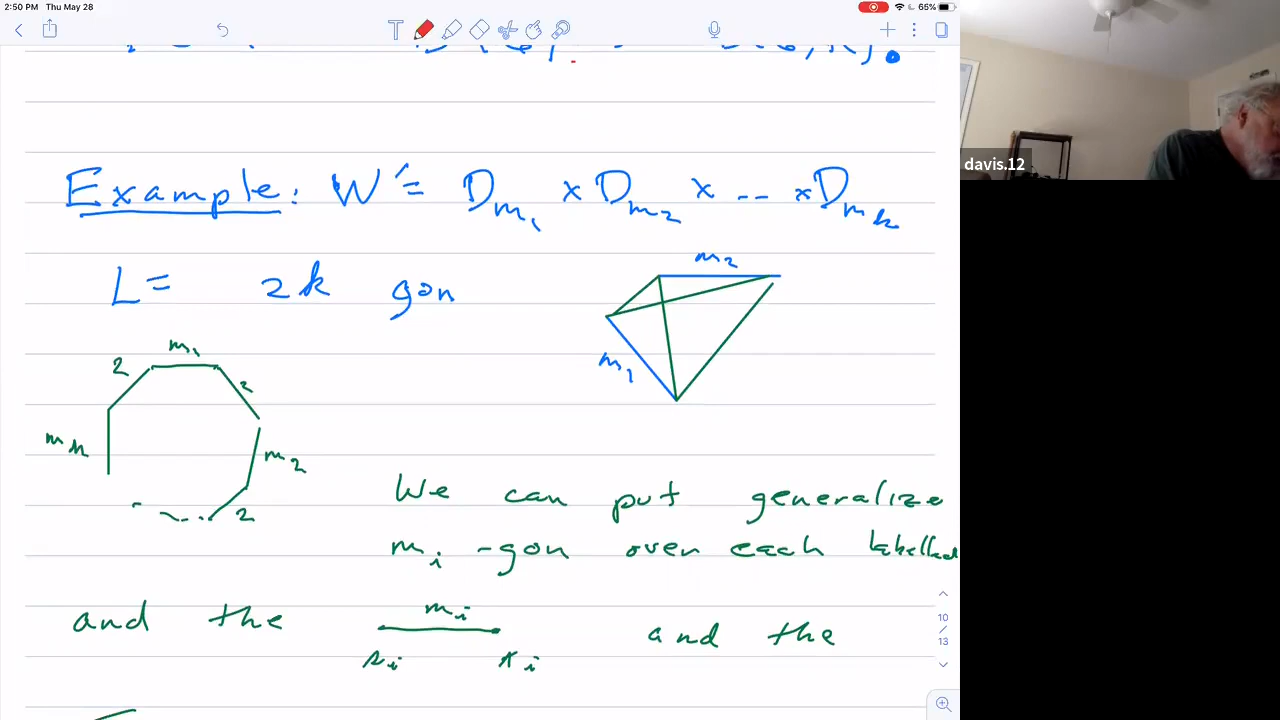 2:50 PM Thu May 28
65%
davis.12
Example: W' = D_{m_1} × D_{m_2} × -- × D_{m_k}
L = 2k gon
m_2
m_1
2 m_1 2
m_k m_2
2
We can put generalize
m_i -gon over each labelled
and the m_i and the
s_i t_i
10
/
13